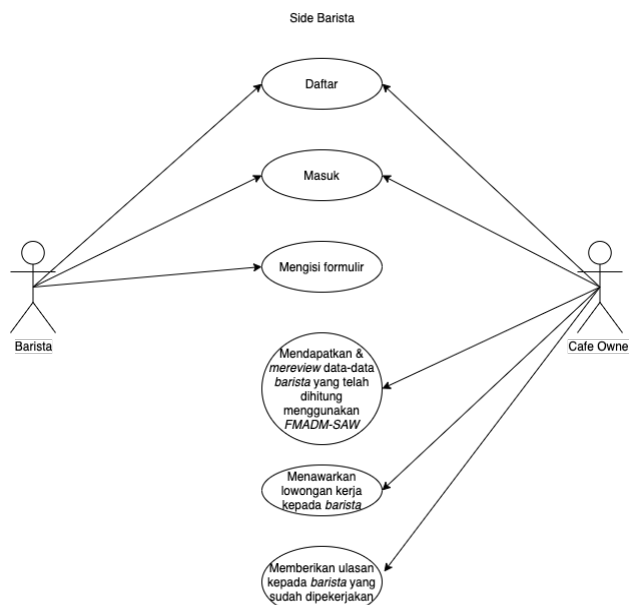 Side Barista
Daftar
Masuk
Mengisi formulir
Barista
Cafe Owne
Mendapatkan &
mereview data-data
barista yang telah
dihitung
menggunakan
FMADM-SAW
Menawarkan
lowongan kerja
kepada barista
Memberikan ulasan
kepada barista yang
sudah dipekerjakan